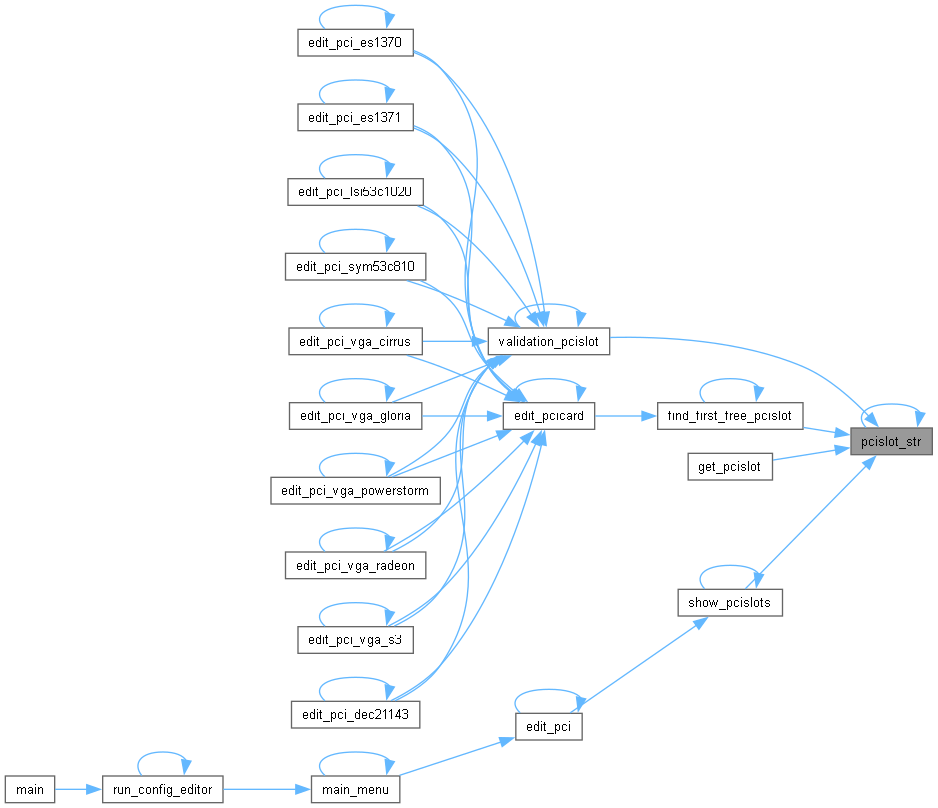 edit_pci_es1370
edit_pci_es1371
edit_pci_lsi53c1020
edit_pci_sym53c810
edit_pci_vga_cirrus
validation_pcislot
edit_pci_vga_gloria
edit_pcicard
find_first_free_pcislot
pcislot_str
get_pcislot
edit_pci_vga_powerstorm
edit_pci_vga_radeon
show_pcislots
edit_pci_vga_s3
edit_pci_dec21143
edit_pci
main
run_config_editor
main_menu